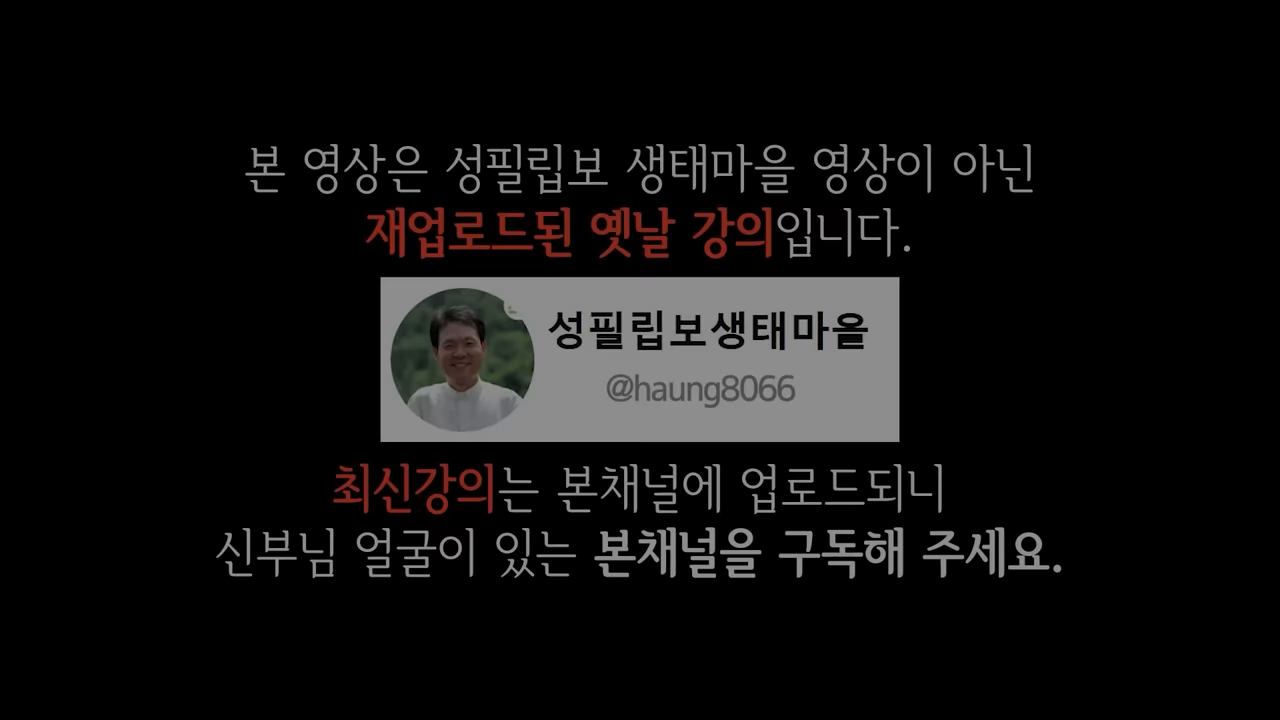 본 영상은 성필립보 생태마을 영상이 아닌
재업로드된 옛날 강의입니다.
성필립보생태마을
@haung8066
최신강의는 본채널에 업로드되니
신부님 얼굴이 있는 본채널을 구독해 주세요.